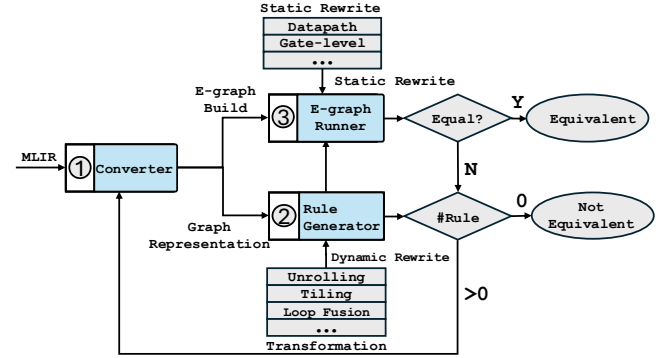 Static Rewrite
Datapath
Gate-level
...
Static Rewrite
E-graph
Build
③
E-graph
Runner
Equal?
Y
Equivalent
MLIR
①
Converter
N
②
Rule
Generator
#Rule
0
Not
Equivalent
Graph
Representation
Dynamic Rewrite
Unrolling
Tiling
Loop Fusion
...
>0
Transformation